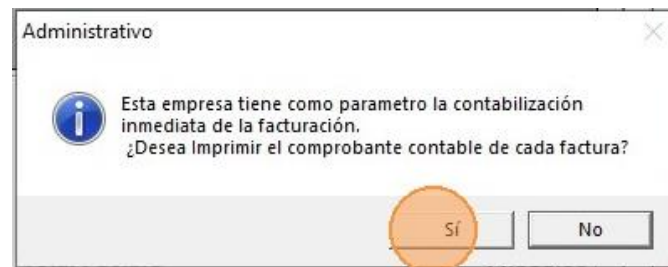 Administrativo
Esta empresa tiene como parametro la contabilización
inmediata de la facturación.
¿Desea Imprimir el comprobante contable de cada factura?
Sí
No